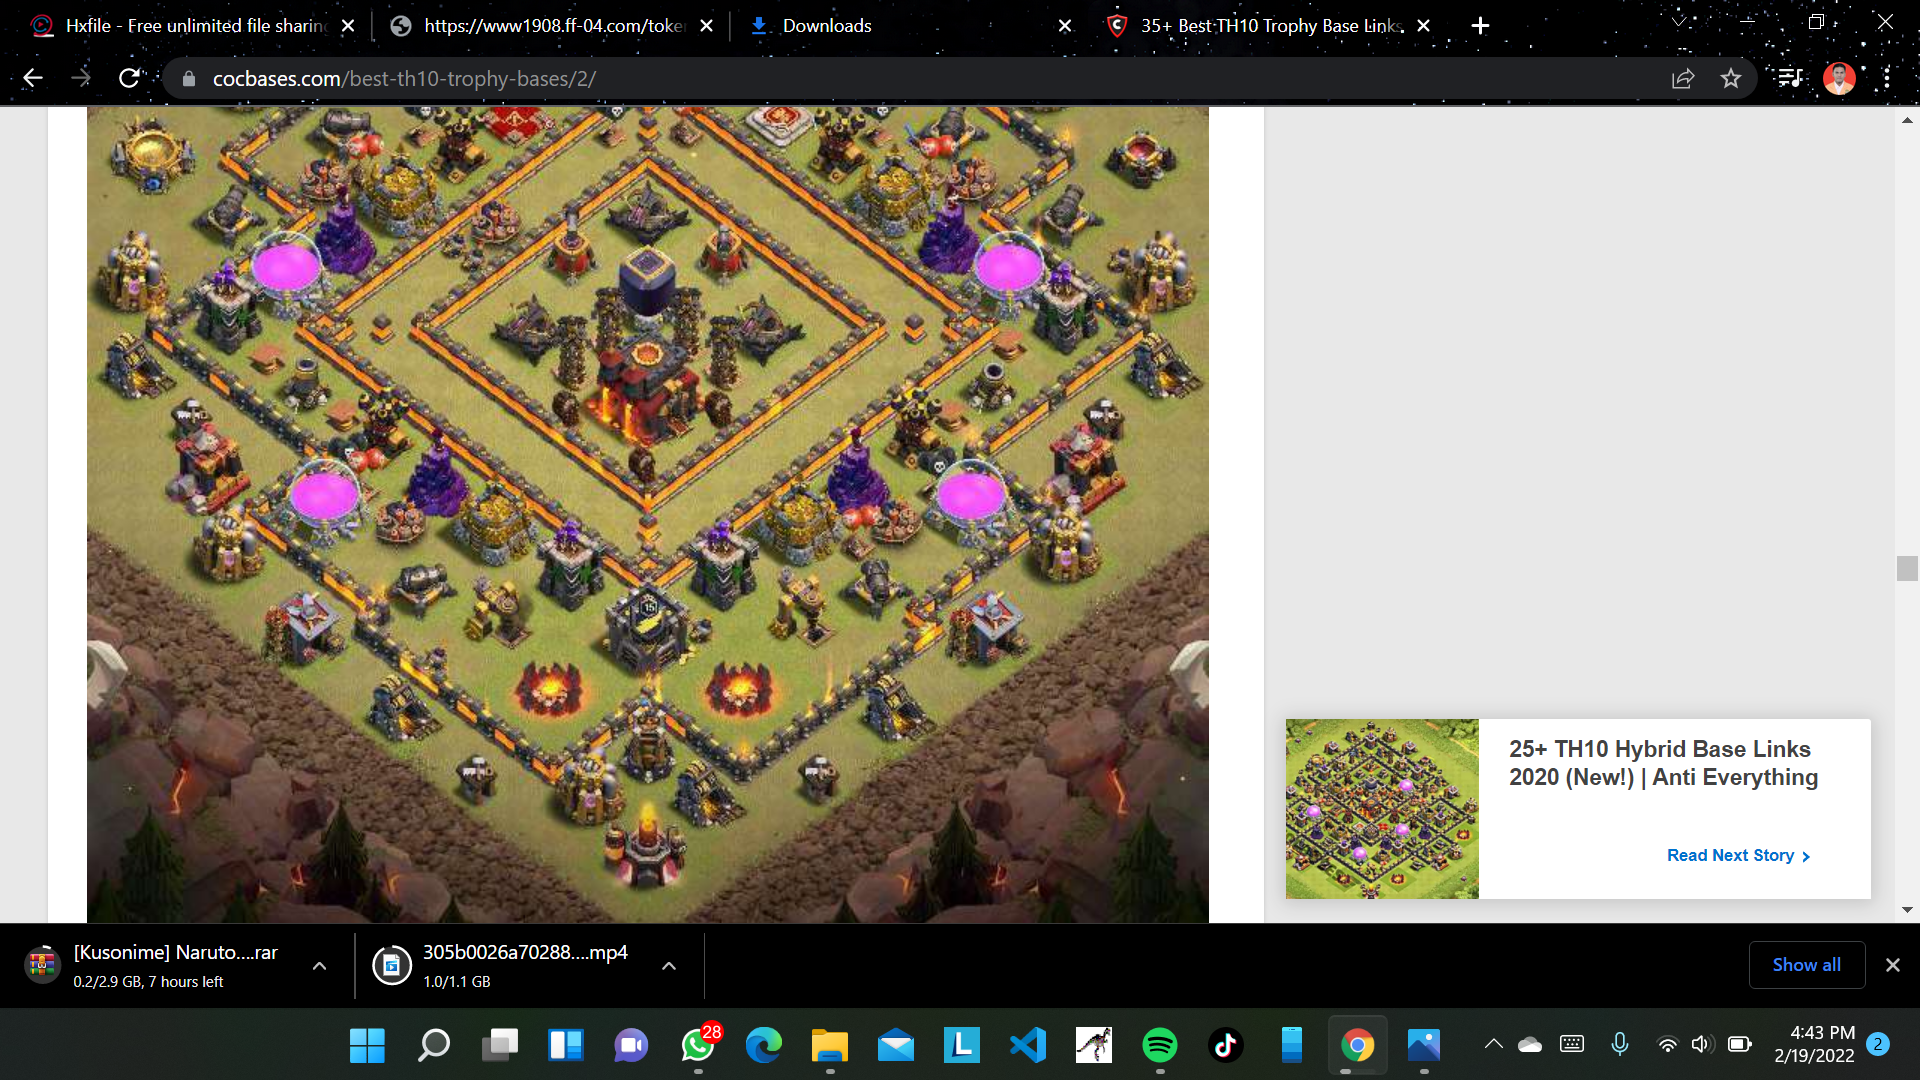 Hxfile - Free unlimited file sharin
https://www1908.ff-04.com/toke
Downloads
35+ Best TH10 Trophy Base Links
cocbases.com/best-th10-trophy-bases/2/
15
25+ TH10 Hybrid Base Links
2020 (New!) | Anti Everything
Read Next Story
[Kusonime] Naruto....rar
0.2/2.9 GB, 7 hours left
305b0026a70288....mp4
1.0/1.1 GB
Show all
28
L
4:43 PM
2/19/2022
2